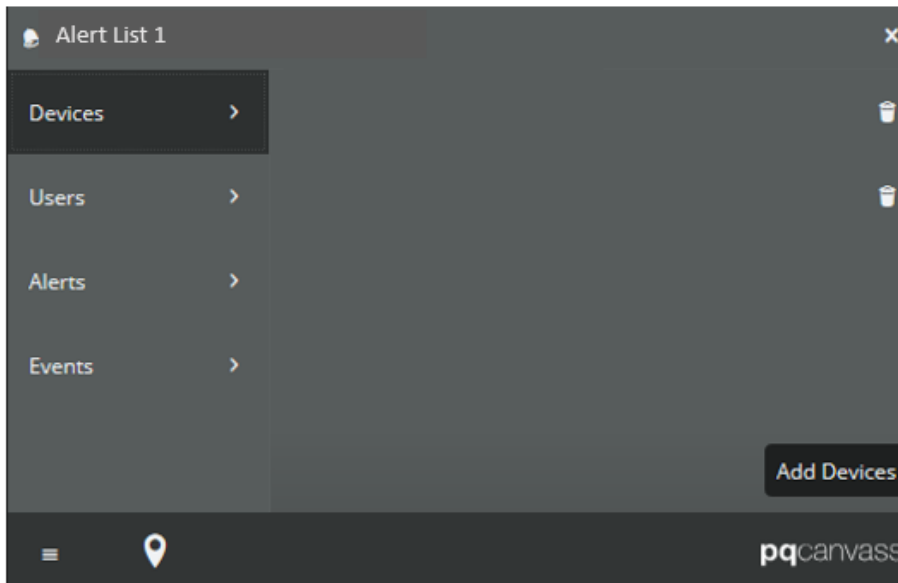 Alert List 1
Devices
Users
Alerts
Events
Add Devices
pqcanvass